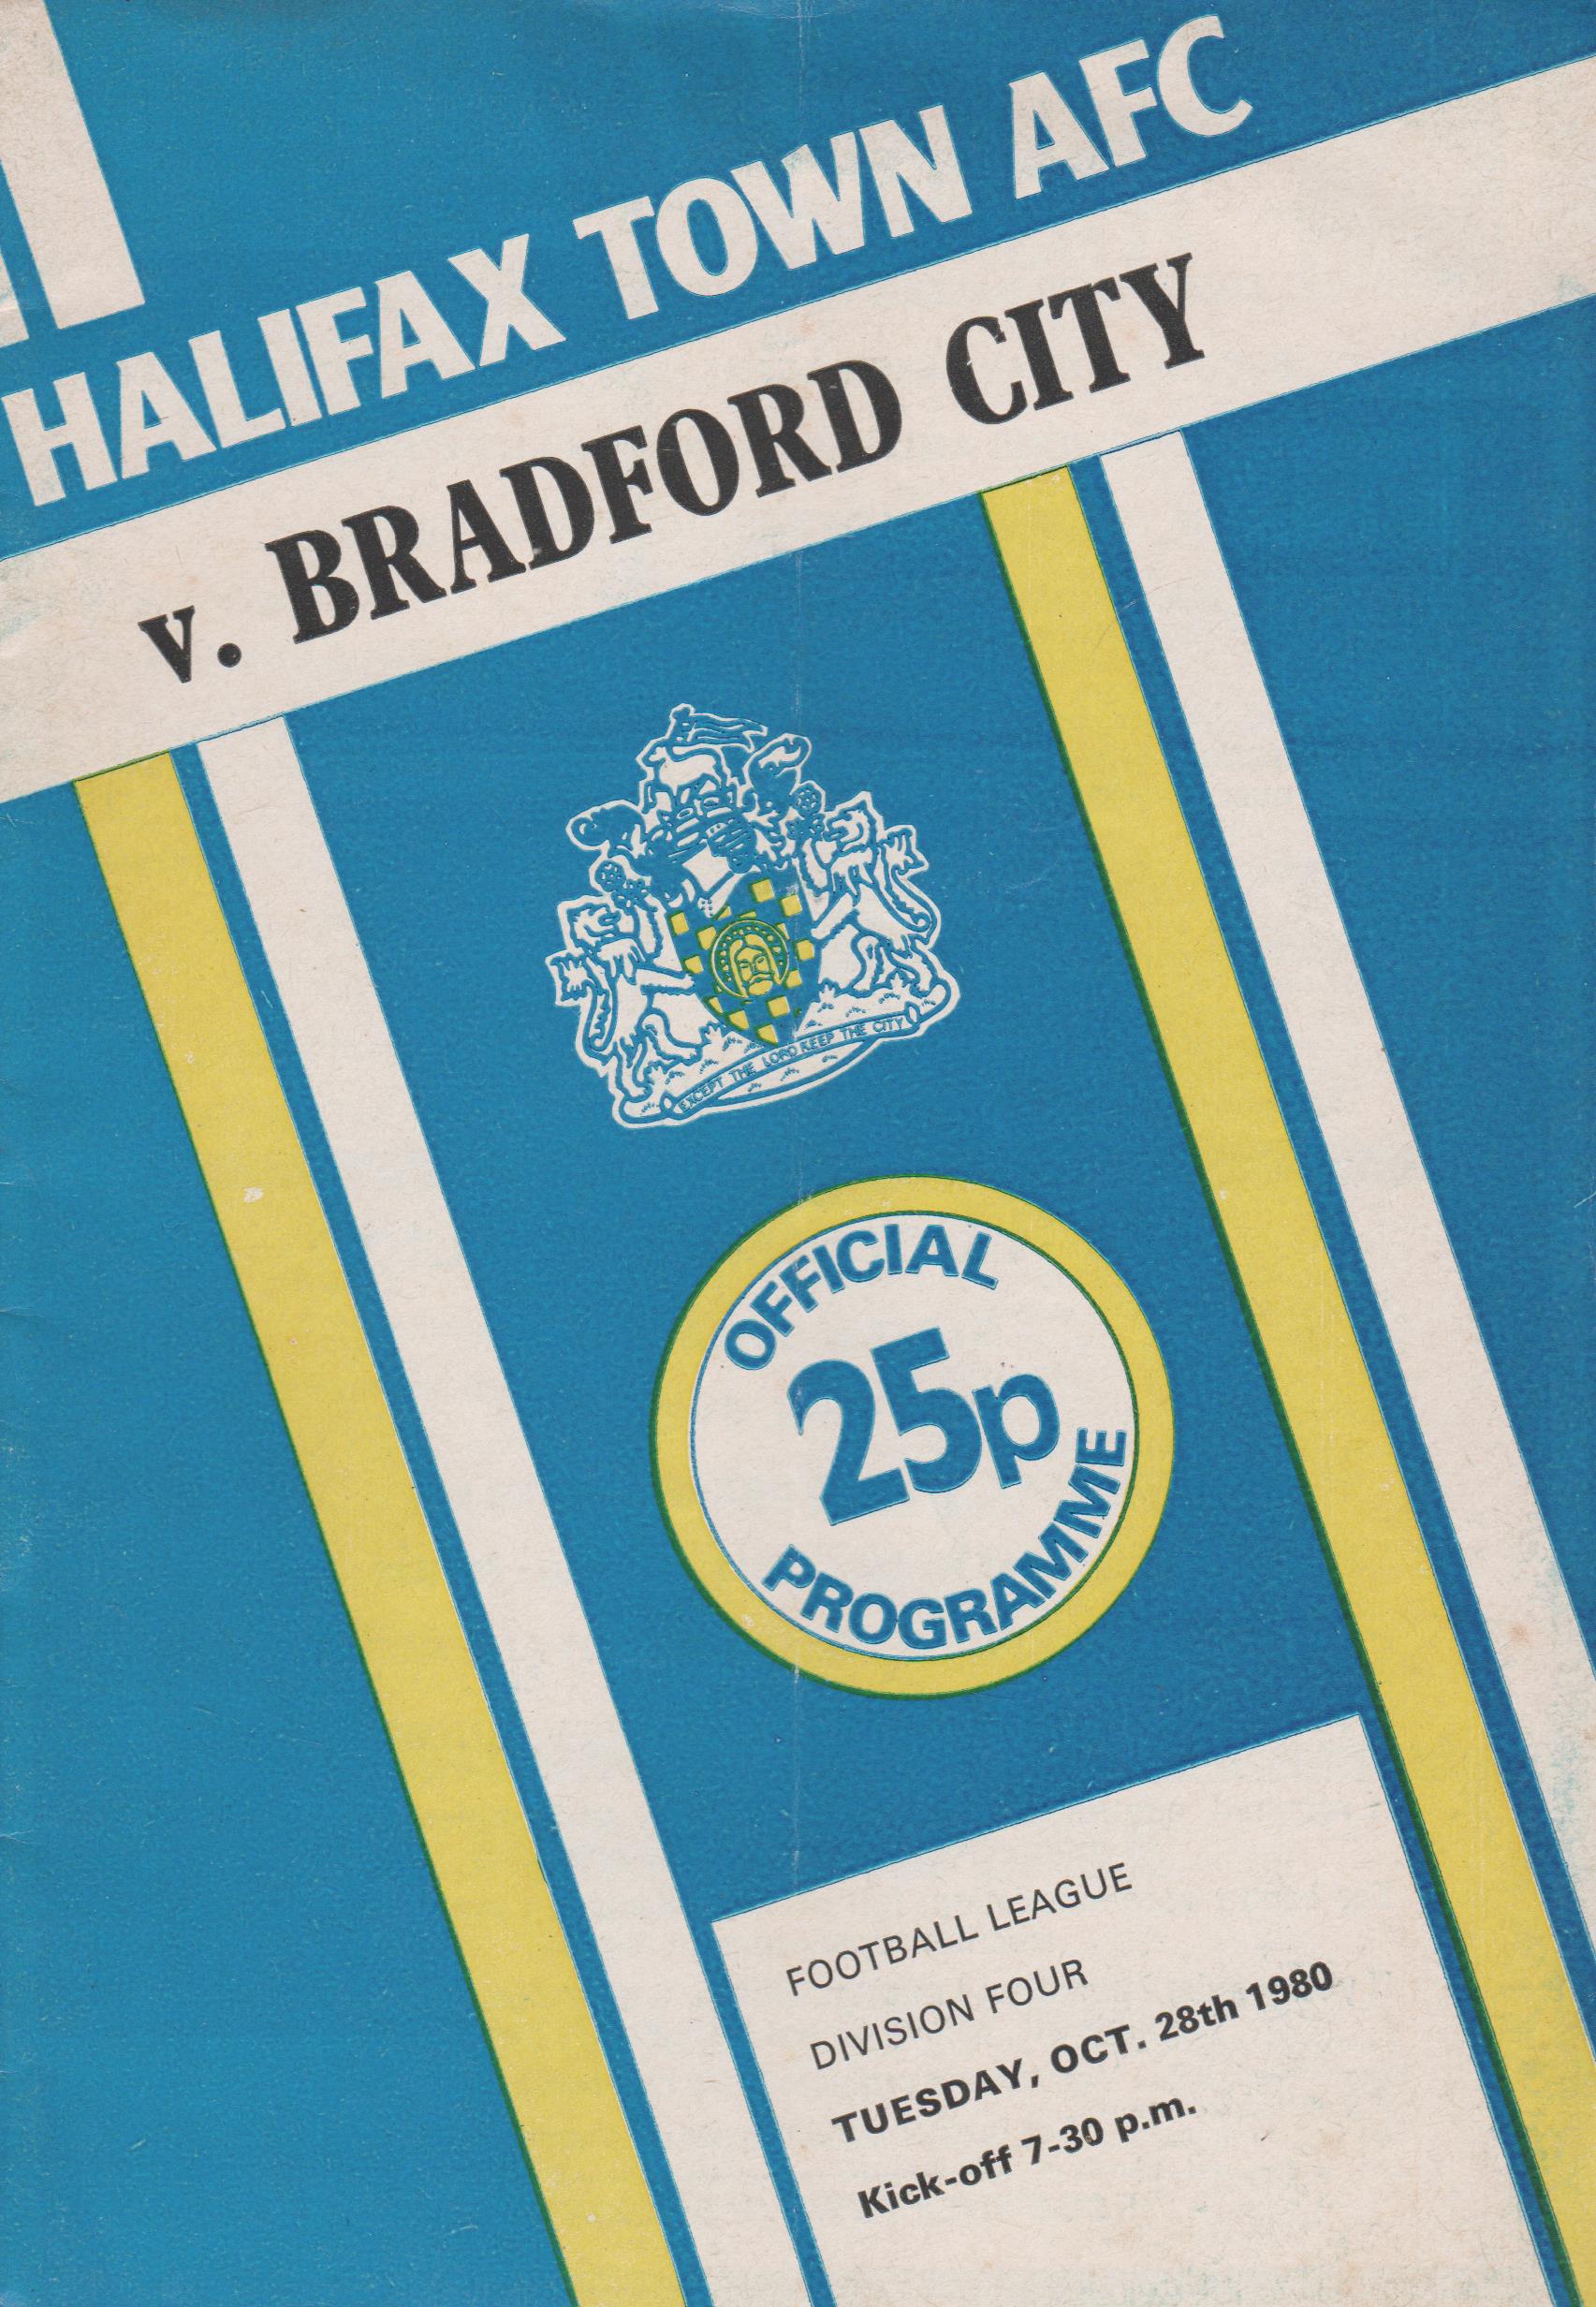 HALIFAX TOWN AFC
v. BRADFORD CITY
EXCEPT THE LORD KEEP THE CITY
OFFICIAL
25p
PROGRAMME
FOOTBALL LEAGUE
DIVISION FOUR
TUESDAY, OCT. 28th 1980
Kick-off 7-30 p.m.